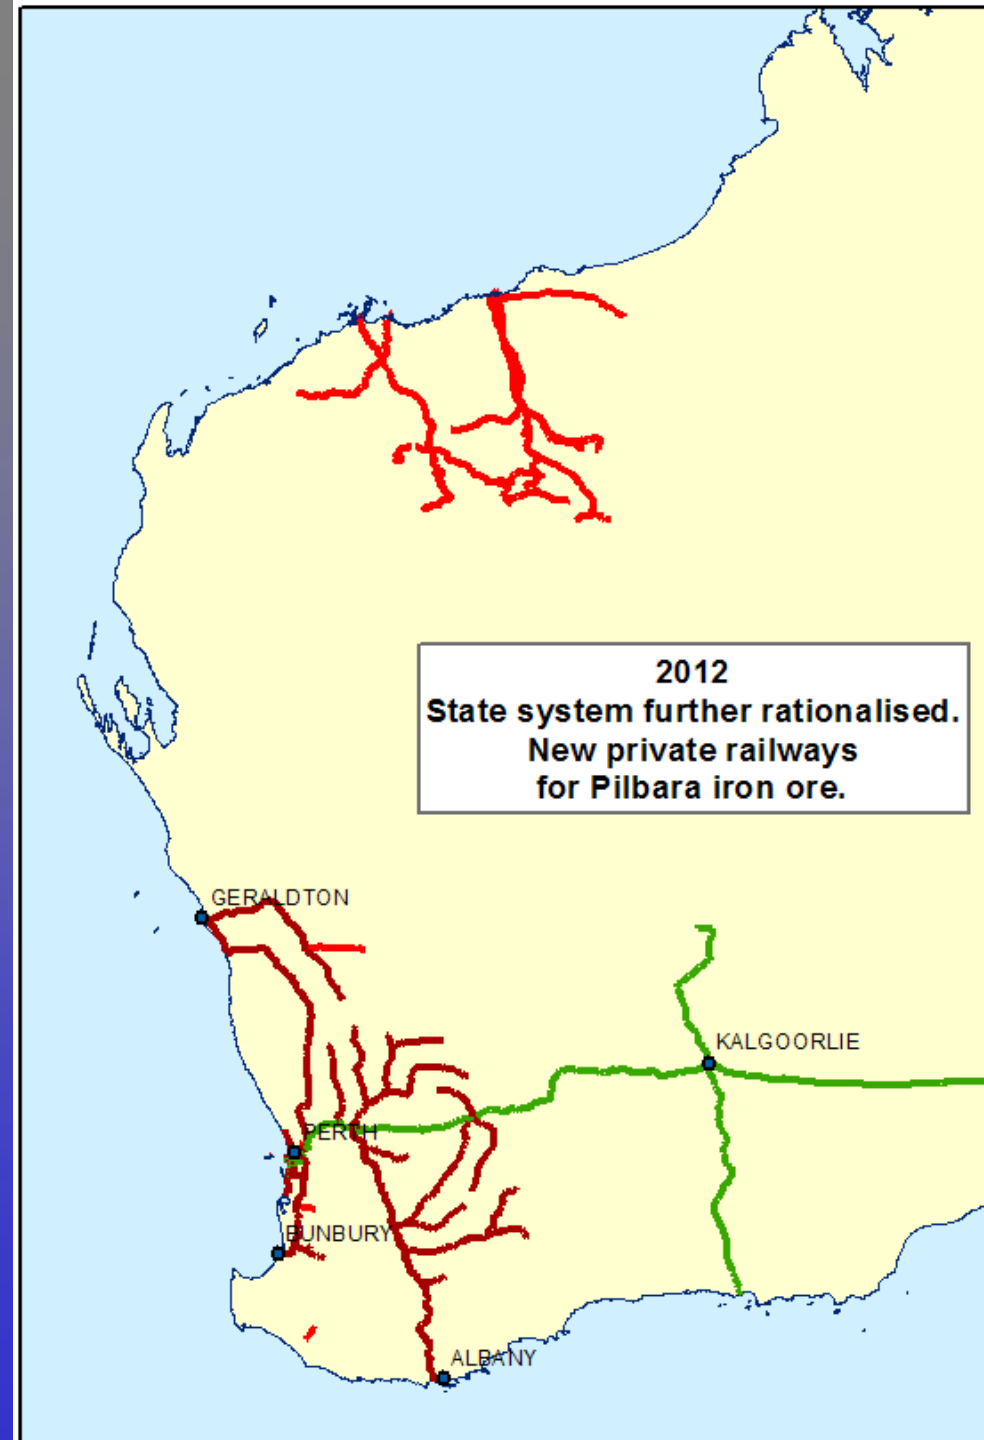 2012
State system further rationalised.
New private railways
for Pilbara iron ore.
GERALDTON
KALGOORLIE
PERTH
BUNBURY
ALBANY